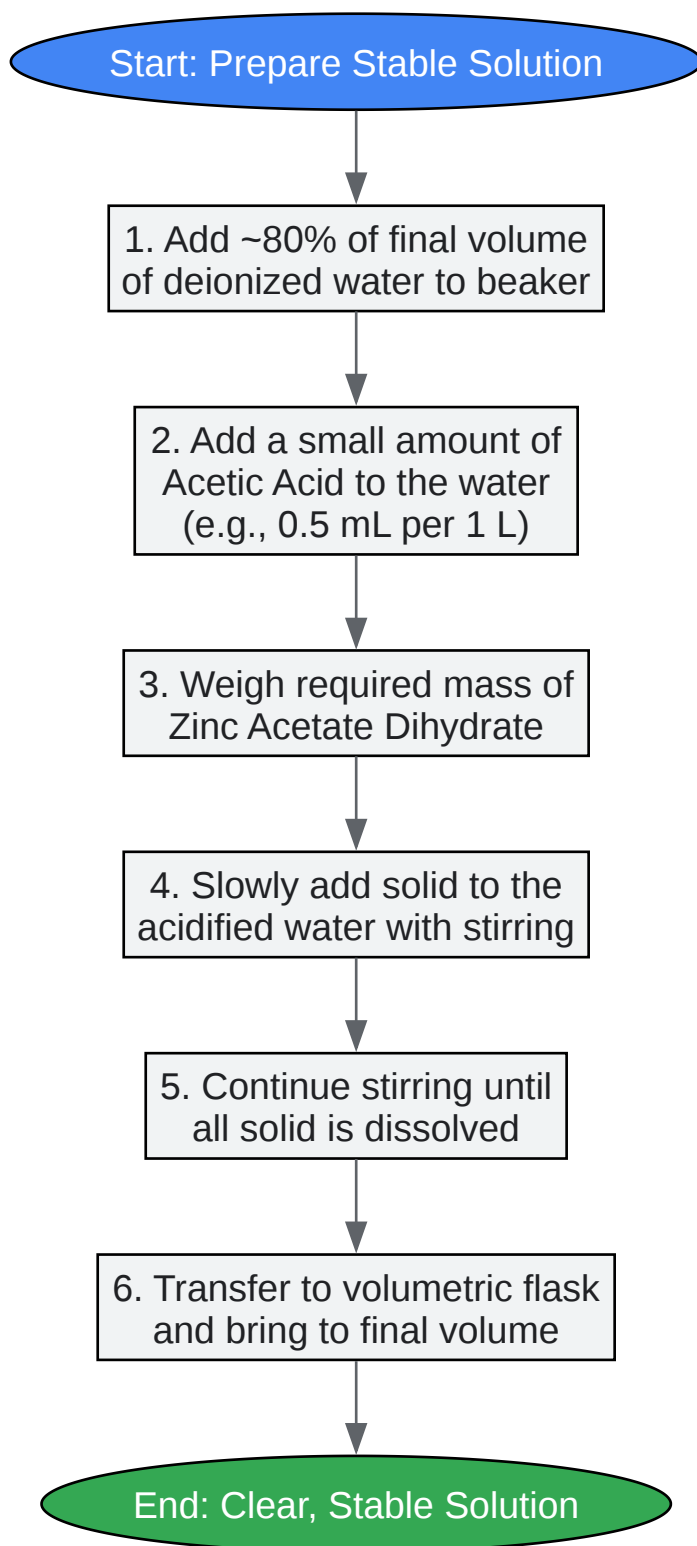 Start: Prepare Stable Solution
1. Add ~80% of final volume
of deionized water to beaker
2. Add a small amount of
Acetic Acid to the water
(e.g., 0.5 mL per 1 L)
3. Weigh required mass of
Zinc Acetate Dihydrate
4. Slowly add solid to the
acidified water with stirring
5. Continue stirring until
all solid is dissolved
6. Transfer to volumetric flask
and bring to final volume
End: Clear, Stable Solution